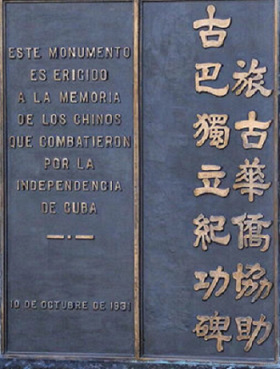 ESTE MONUMENTO
ES ERIGIDO
A LA MEMORIA
DE LOS CHINOS
QUE COMBATIERON
POR LA
INDEPENDENCIA
DE CUBA
10 DE OCTUBRE DE 1931
旅古華僑協助
古巴獨立紀功碑